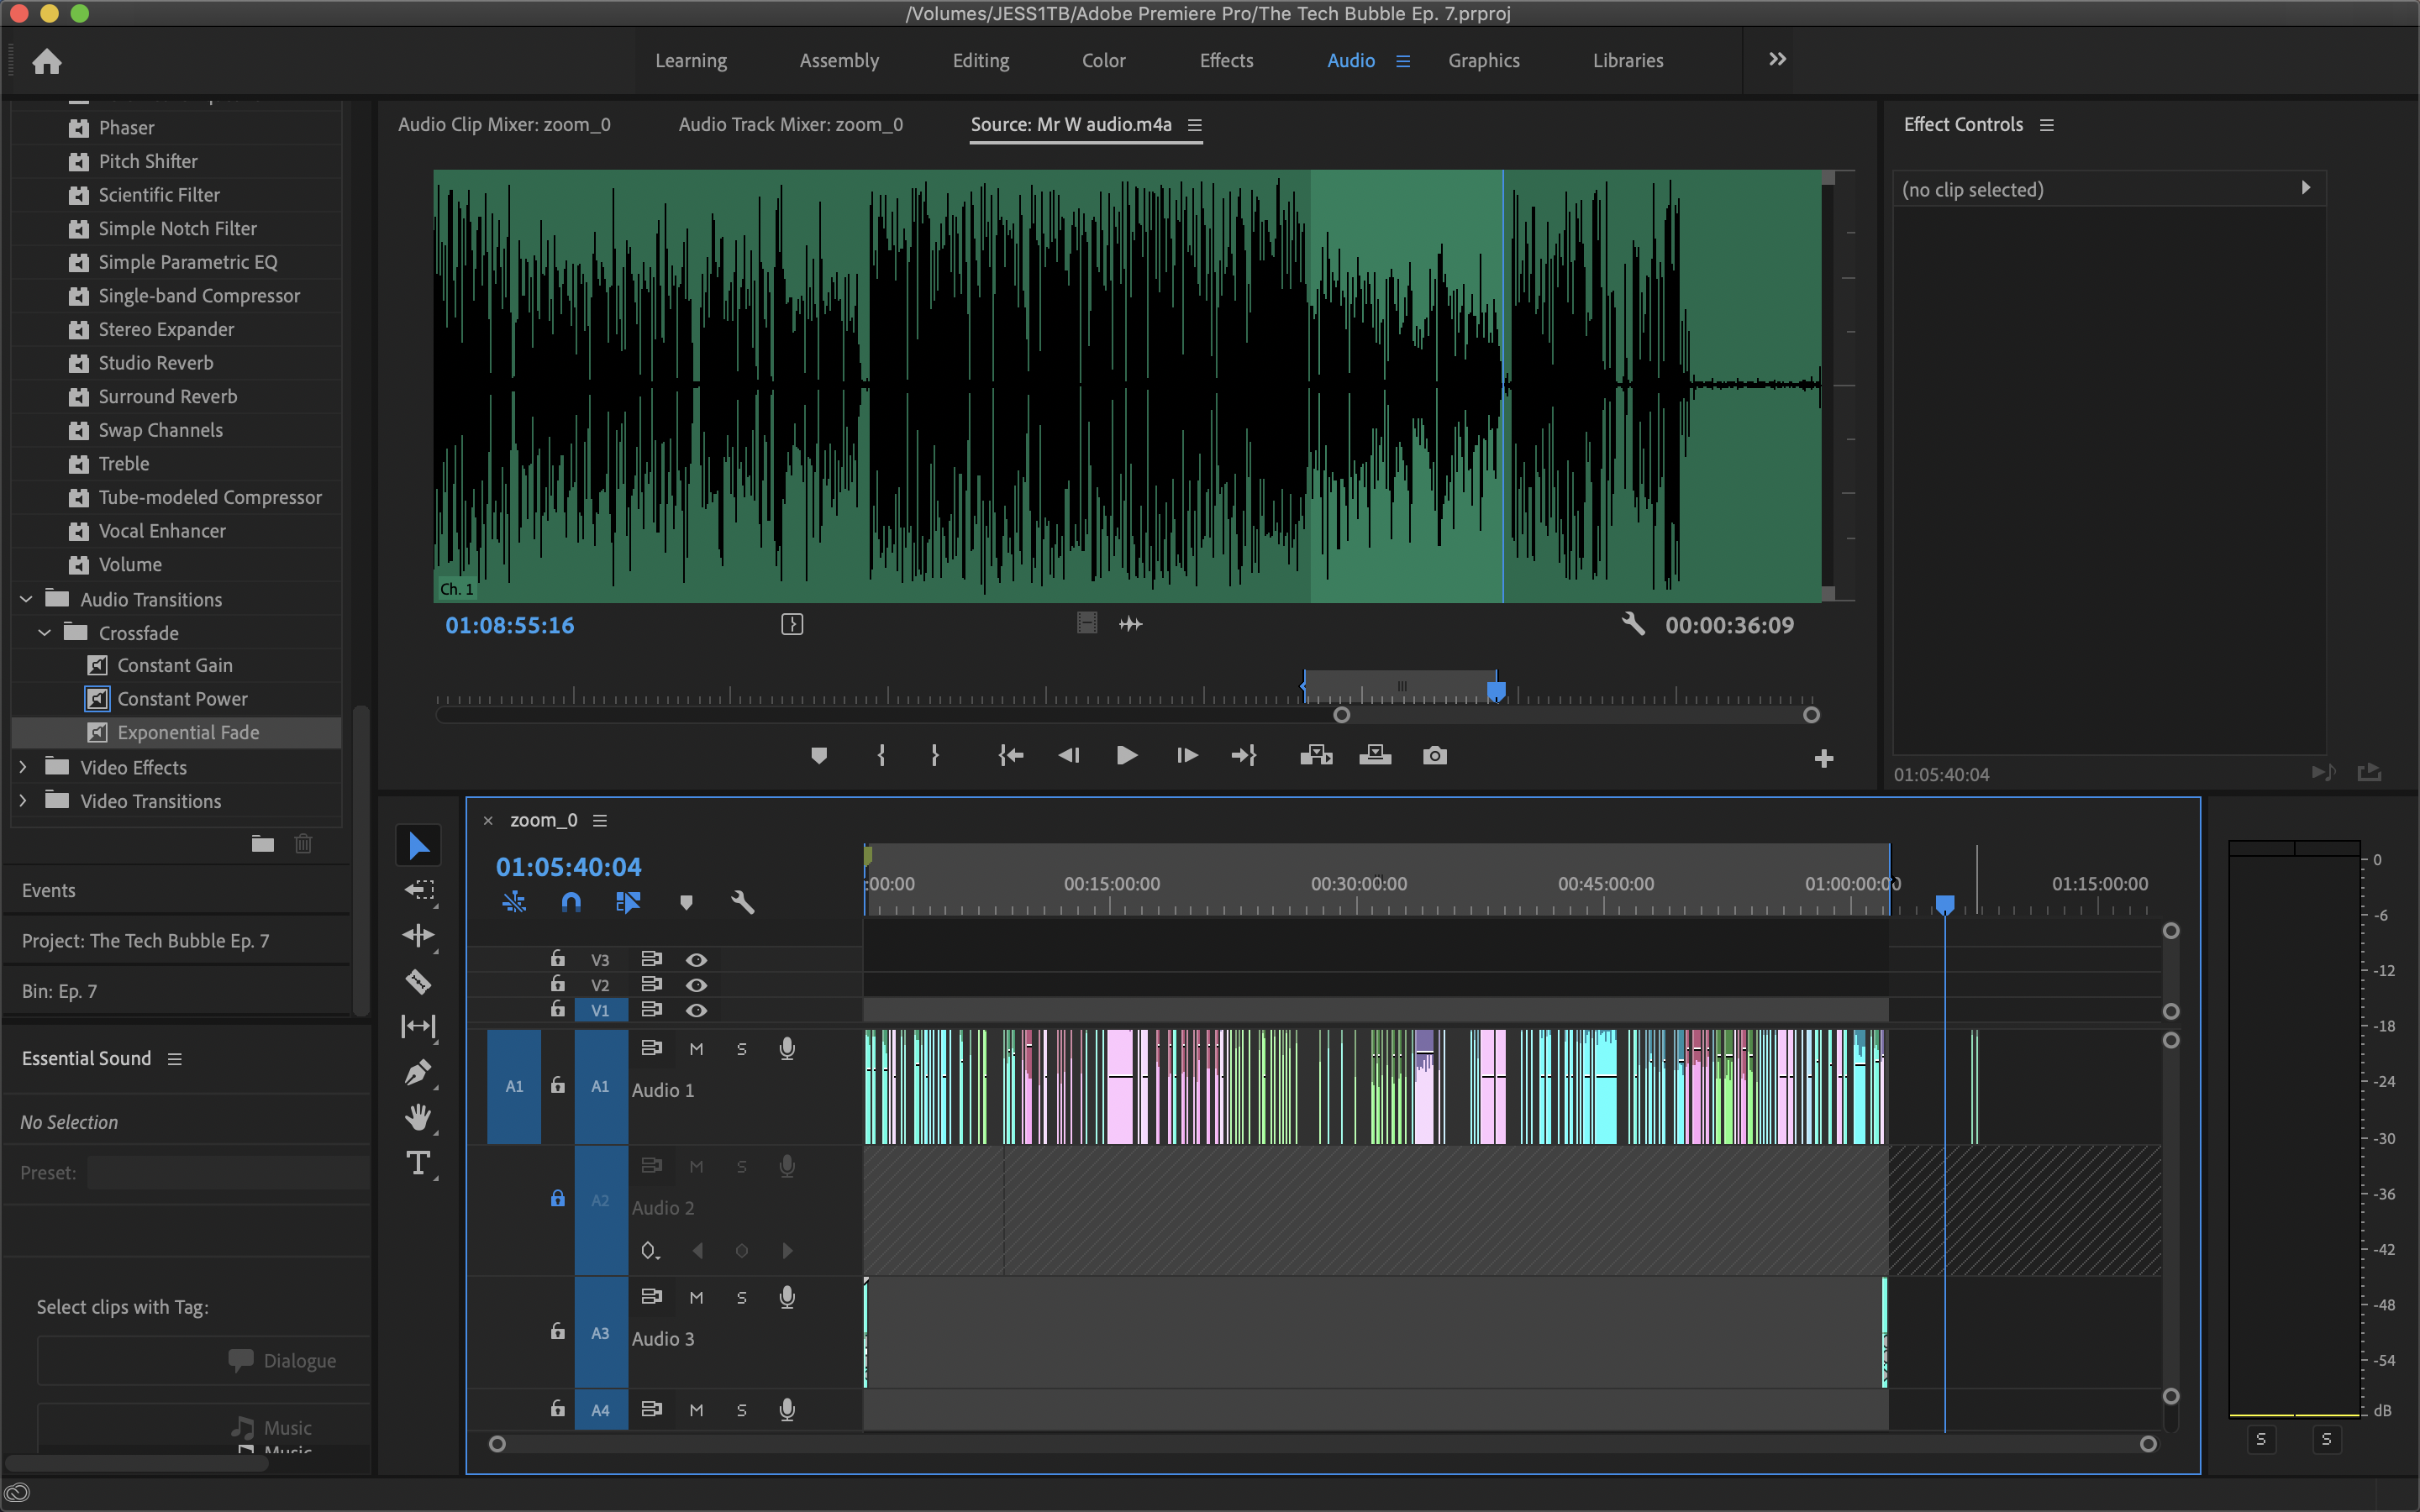 /Volumes/JESS1TB/Adobe Premiere Pro/The Tech Bubble Ep. 7.prproj
Learning Assembly Editing Color Effects Audio Graphics Libraries
Phaser
Pitch Shifter
Scientific Filter
Simple Notch Filter
Simple Parametric EQ
Single-band Compressor
Stereo Expander
Studio Reverb
Surround Reverb
Swap Channels
Treble
Tube-modeled Compressor
Vocal Enhancer
Volume
Audio Transitions
Crossfade
Constant Gain
Constant Power
Exponential Fade
Video Effects
Video Transitions
Events
Project: The Tech Bubble Ep. 7
Bin: Ep. 7
Essential Sound
No Selection
Preset:
Select clips with Tag:
Dialogue
Music
Music
Audio Clip Mixer: zoom_0 Audio Track Mixer: zoom_0 Source: Mr W audio.m4a
Ch. 1
01:08:55:16 00:00:36:09
Effect Controls
(no clip selected)
01:05:40:04
zoom_0
01:05:40:04
:00:00 00:15:00:00 00:30:00:00 00:45:00:00 01:00:00:00 01:15:00:00
V3
V2
V1
A1 A1 M S
Audio 1
A2 M S
Audio 2
A3 M S
Audio 3
A4 M S
0
-6
-12
-18
-24
-30
-36
-42
-48
-54
dB
S S